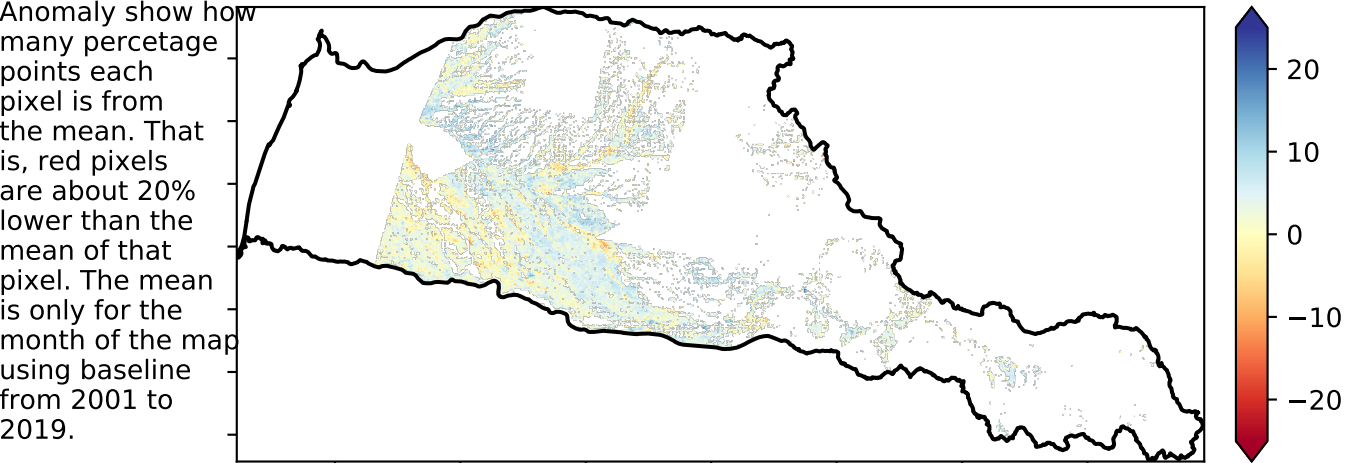 Anomaly show how
many percetage
points each
pixel is from
the mean. That
is, red pixels
are about 20%
lower than the
mean of that
pixel. The mean
is only for the
month of the map
using baseline
from 2001 to
2019.
20
10
0
−10
−20